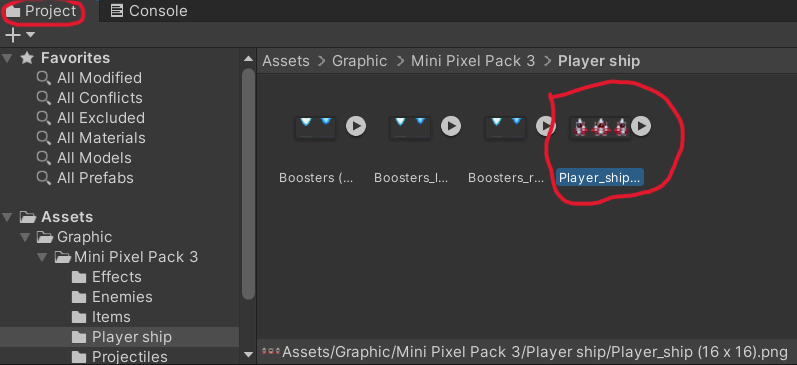 Project Console
Favorites
All Modified
All Conflicts
All Excluded
All Materials
All Models
All Prefabs
Assets
Graphic
Mini Pixel Pack 3
Effects
Enemies
Items
Player ship
Projectiles
Assets > Graphic > Mini Pixel Pack 3 > Player ship
Boosters (... Boosters_l... Boosters_r... Player_ship...
Assets/Graphic/Mini Pixel Pack 3/Player ship/Player_ship (16 x 16).png